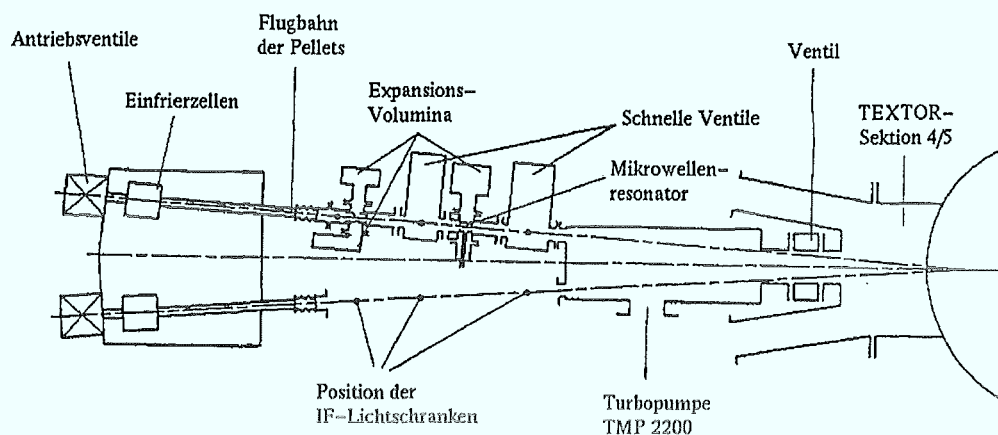 Antriebsventile
Einfrierzellen
Flugbahn
der Pellets
Expansions-
Volumina
Schnelle Ventile
Mikrowellen-
resonator
Ventil
TEXTOR-
Sektion 4/5
Position der
IF-Lichtschranken
Turbopumpe
TMP 2200